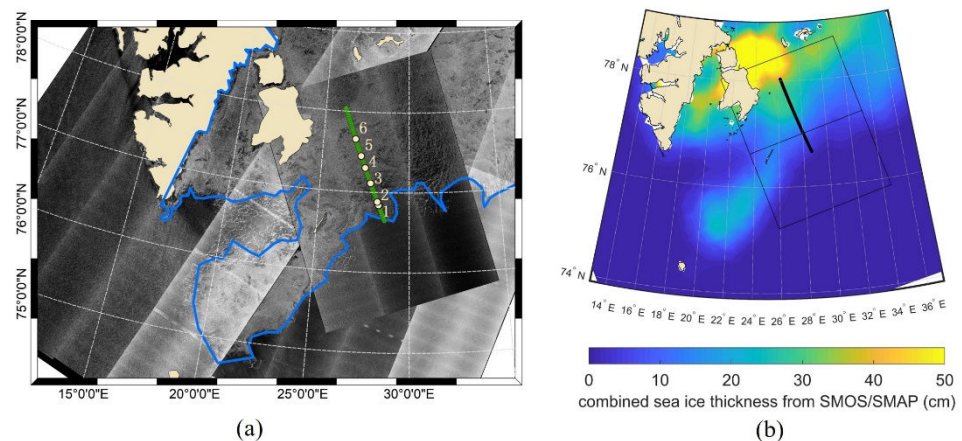 78°0'0"N
77°0'0"N
76°0'0"N
75°0'0"N
6
5
4
3
2
1
15°0'0"E 20°0'0"E 25°0'0"E 30°0'0"E
(a)
78°N
76°N
74°N
14°E 16°E 18°E 20°E 22°E 24°E 26°E 28°E 30°E 32°E 34°E 36°E
0 10 20 30 40 50
combined sea ice thickness from SMOS/SMAP (cm)
(b)